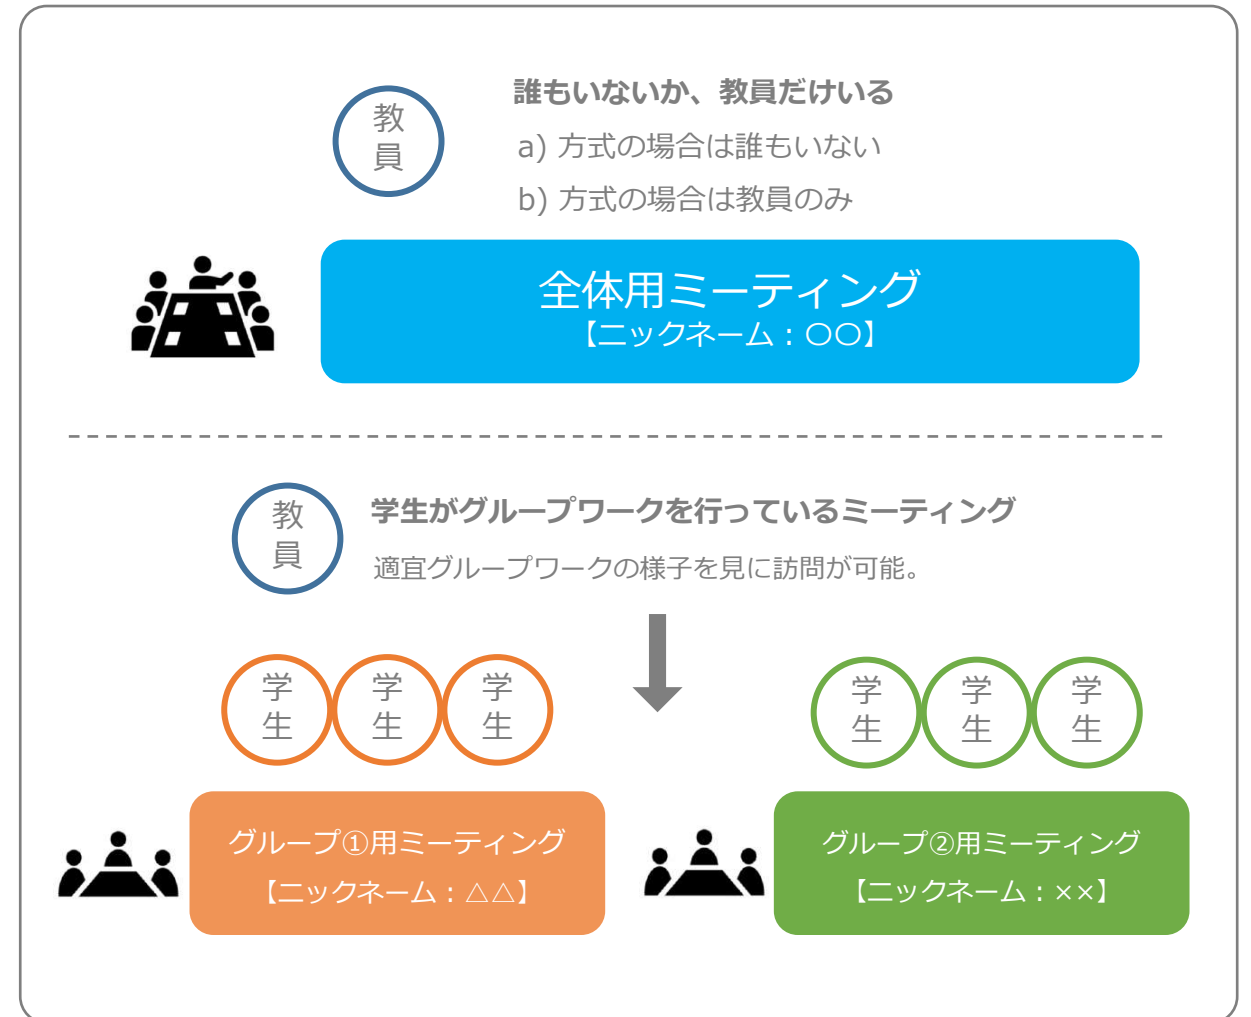 教員
誰もいないか、教員だけいる
a) 方式の場合は誰もいない
b) 方式の場合は教員のみ
全体用ミーティング
【ニックネーム：〇〇】
教員
学生がグループワークを行っているミーティング
適宜グループワークの様子を見に訪問が可能。
学生
学生
学生
学生
学生
学生
グループ①用ミーティング
【ニックネーム：△△】
グループ②用ミーティング
【ニックネーム：××】